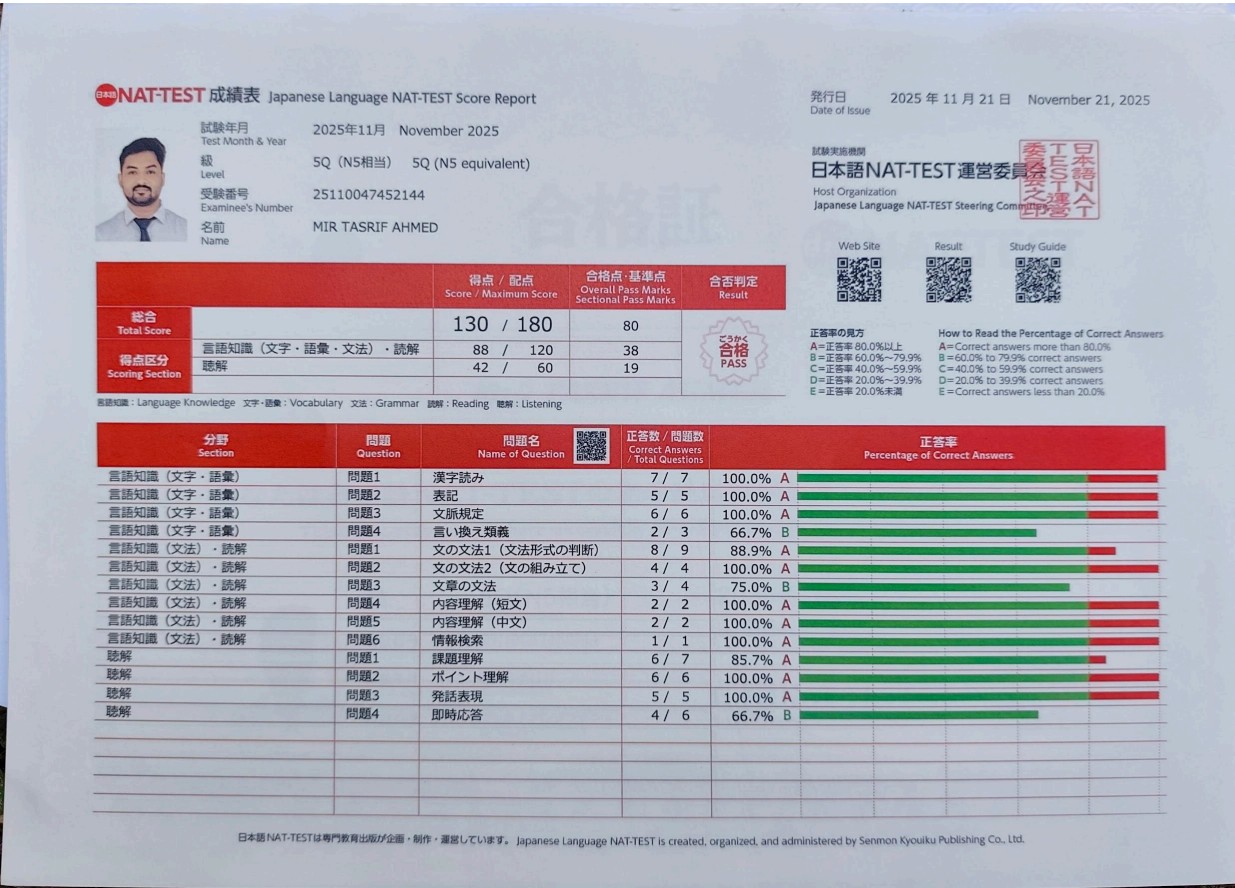 日本語 NAT-TEST 成績表 Japanese Language NAT-TEST Score Report
発行日 2025 年 11 月 21 日 November 21, 2025
Date of Issue
試験年月 2025年11月 November 2025
Test Month & Year
級 5Q（N5相当） 5Q (N5 equivalent)
Level
受験番号 25110047452144
Examinee's Number
名前 MIR TASRIF AHMED
Name
試験実施機関
日本語NAT-TEST運営委員会
Host Organization
Japanese Language NAT-TEST Steering Committee
日本語NAT
TEST運営
委員会之印
Web Site Result Study Guide
得点 / 配点 合格点・基準点 合否判定
Score / Maximum Score Overall Pass Marks Result
Sectional Pass Marks
総合 130 / 180 80
Total Score
得点区分 言語知識（文字・語彙・文法）・読解 88 / 120 38
Scoring Section 聴解 42 / 60 19
ごうかく
合格
PASS
言語知識：Language Knowledge 文字・語彙：Vocabulary 文法：Grammar 読解：Reading 聴解：Listening
正答率の見方 How to Read the Percentage of Correct Answers
A=正答率 80.0%以上 A=Correct answers more than 80.0%
B=正答率 60.0%～79.9% B=60.0% to 79.9% correct answers
C=正答率 40.0%～59.9% C=40.0% to 59.9% correct answers
D=正答率 20.0%～39.9% D=20.0% to 39.9% correct answers
E=正答率 20.0%未満 E=Correct answers less than 20.0%
分野 問題 問題名 正答数 / 問題数 正答率
Section Question Name of Question Correct Answers / Total Questions Percentage of Correct Answers
言語知識（文字・語彙） 問題1 漢字読み 7 / 7 100.0% A
言語知識（文字・語彙） 問題2 表記 5 / 5 100.0% A
言語知識（文字・語彙） 問題3 文脈規定 6 / 6 100.0% A
言語知識（文字・語彙） 問題4 言い換え類義 2 / 3 66.7% B
言語知識（文法）・読解 問題1 文の文法1（文法形式の判断） 8 / 9 88.9% A
言語知識（文法）・読解 問題2 文の文法2（文の組み立て） 4 / 4 100.0% A
言語知識（文法）・読解 問題3 文章の文法 3 / 4 75.0% B
言語知識（文法）・読解 問題4 内容理解（短文） 2 / 2 100.0% A
言語知識（文法）・読解 問題5 内容理解（中文） 2 / 2 100.0% A
言語知識（文法）・読解 問題6 情報検索 1 / 1 100.0% A
聴解 問題1 課題理解 6 / 7 85.7% A
聴解 問題2 ポイント理解 6 / 6 100.0% A
聴解 問題3 発話表現 5 / 5 100.0% A
聴解 問題4 即時応答 4 / 6 66.7% B
日本語 NAT-TESTは専門教育出版が企画・制作・運営しています。 Japanese Language NAT-TEST is created, organized, and administered by Senmon Kyouiku Publishing Co., Ltd.